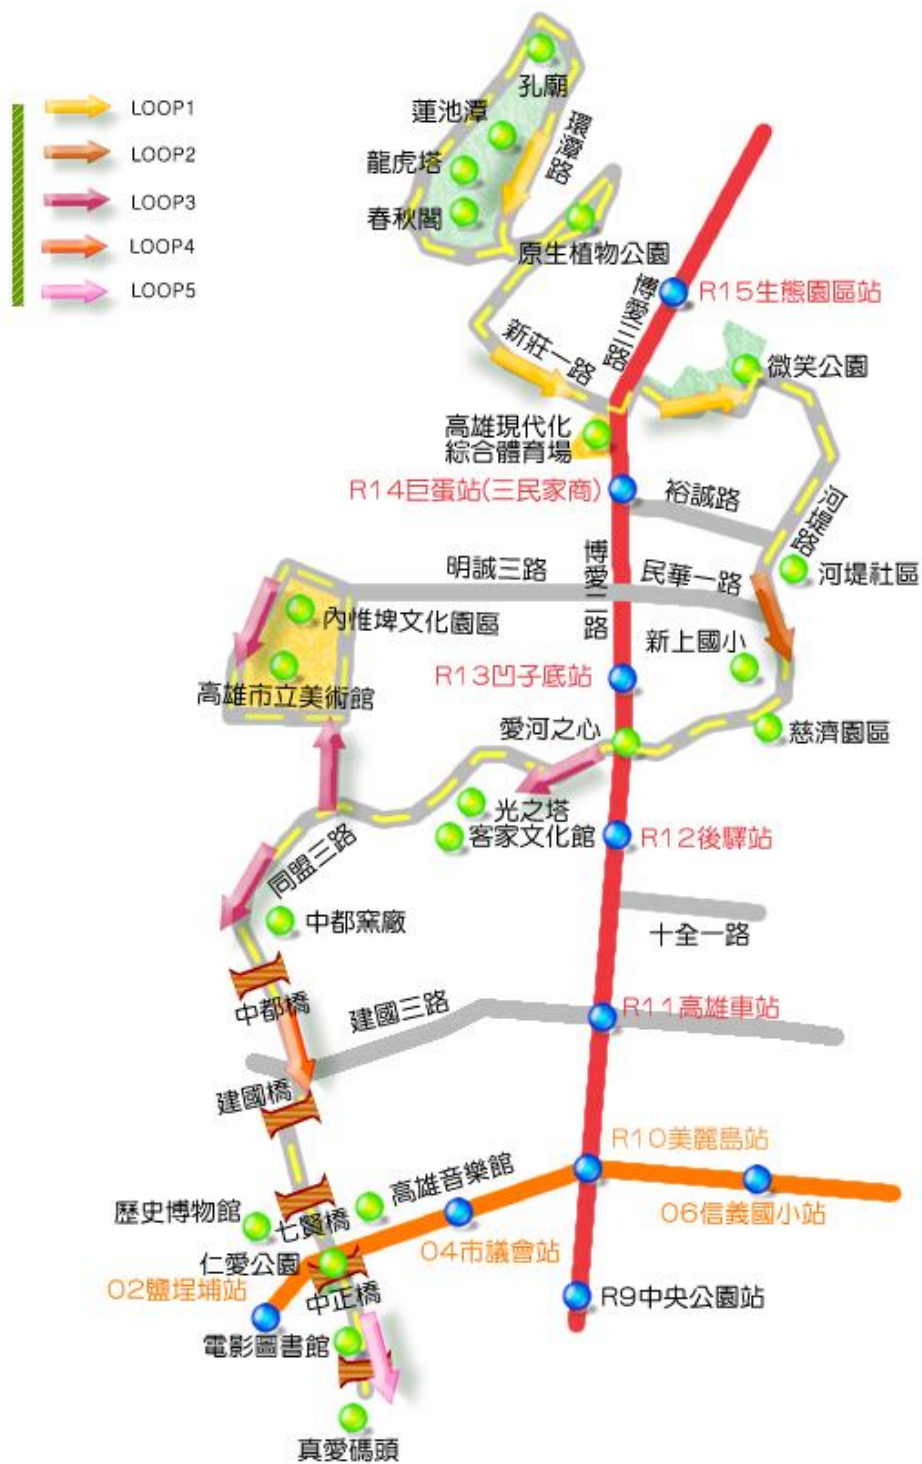 LOOP1
LOOP2
LOOP3
LOOP4
LOOP5
孔廟
蓮池潭
環潭路
龍虎塔
春秋閣
原生植物公園
博愛三路
R15生態園區站
新莊一路
微笑公園
高雄現代化
綜合體育場
R14巨蛋站(三民家商)
裕誠路
河堤路
明誠三路
博愛二路
民華一路
河堤社區
內惟埤文化園區
新上國小
R13凹子底站
高雄市立美術館
愛河之心
慈濟園區
光之塔
客家文化館
R12後驛站
同盟三路
中都窯廠
十全一路
中都橋
建國三路
R11高雄車站
建國橋
R10美麗島站
高雄音樂館
歷史博物館
七賢橋
O6信義國小站
仁愛公園
O4市議會站
O2鹽埕埔站
中正橋
R9中央公園站
電影圖書館
真愛碼頭